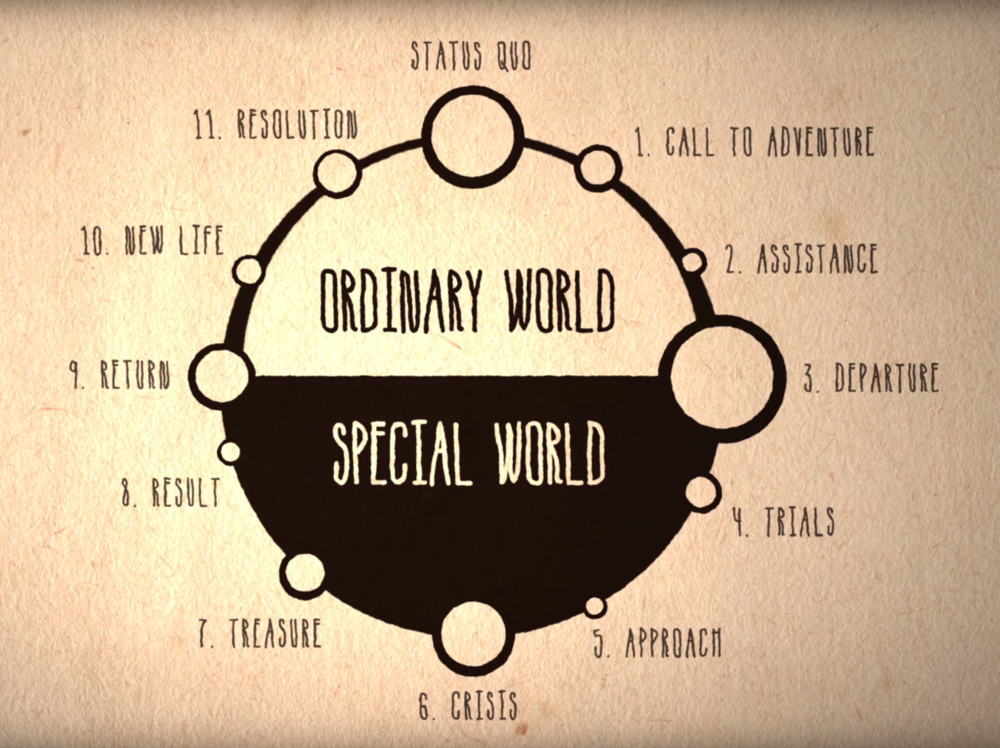 STATUS QUO
1. CALL TO ADVENTURE
2. ASSISTANCE
3. DEPARTURE
4. TRIALS
5. APPROACH
6. CRISIS
7. TREASURE
8. RESULT
9. RETURN
10. NEW LIFE
11. RESOLUTION
ORDINARY WORLD
SPECIAL WORLD